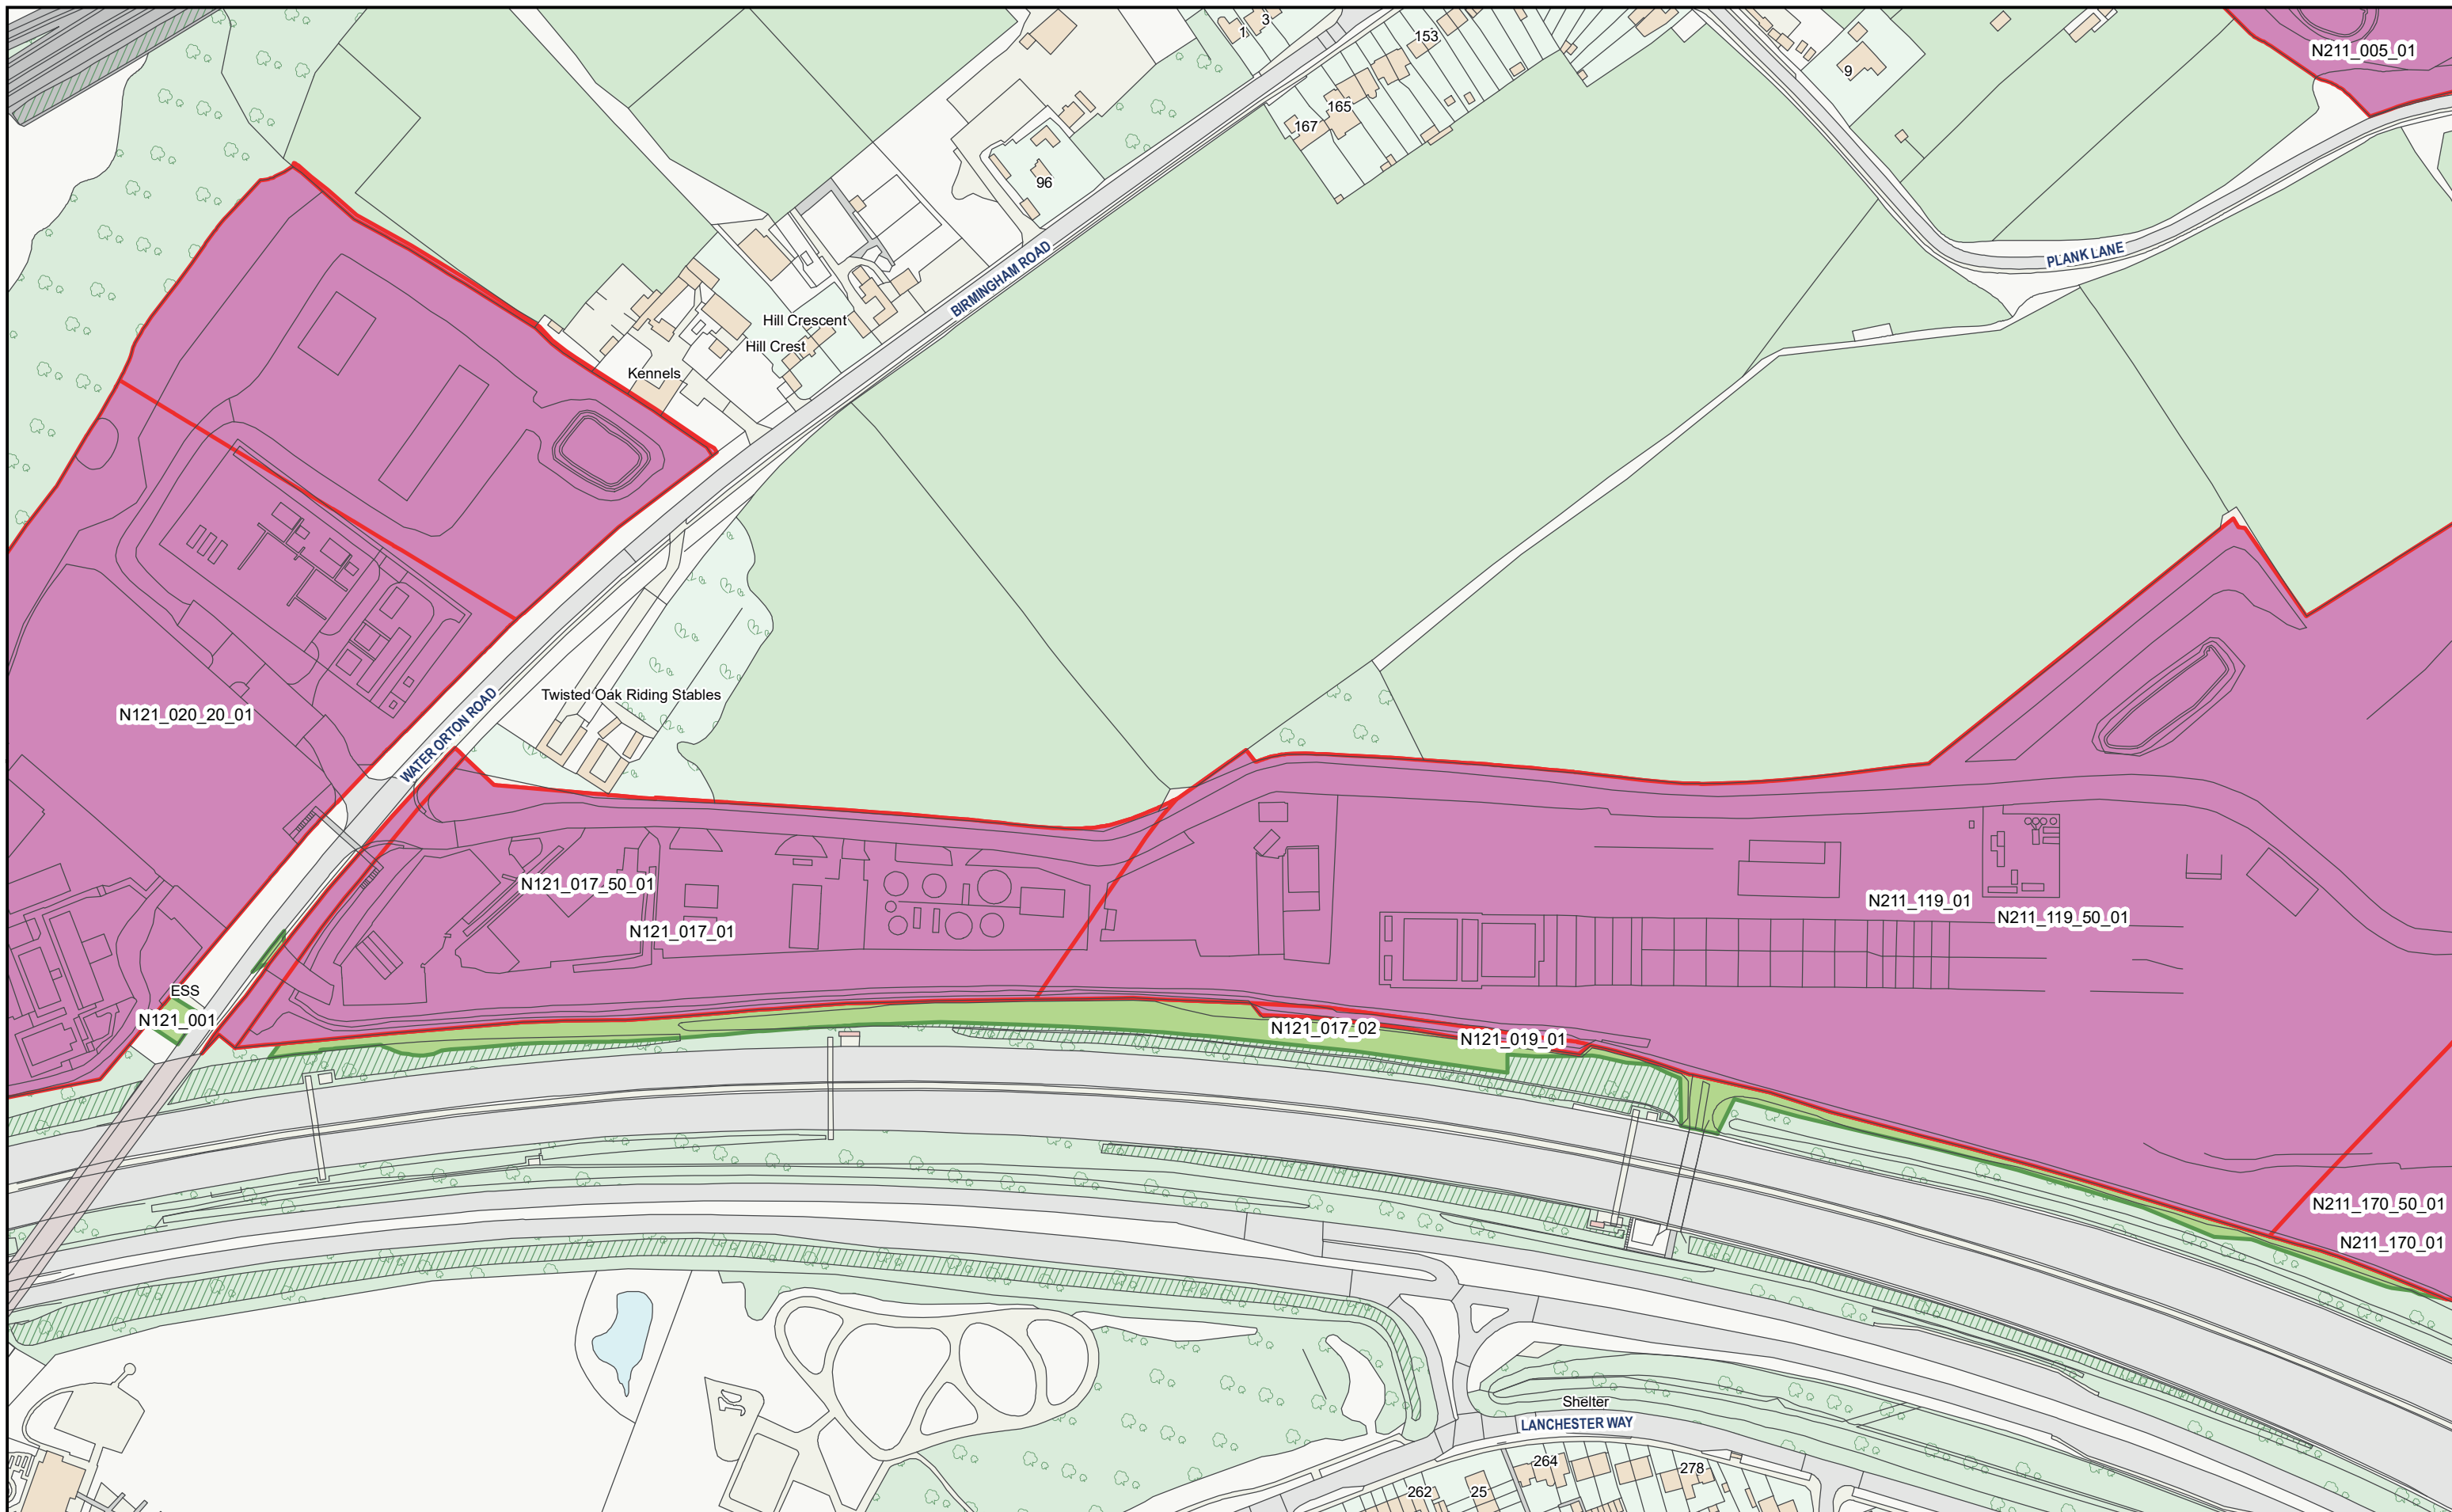 1
3
153
9
N211_005_01
165
167
96
BIRMINGHAM ROAD
PLANK LANE
Hill Crescent
Hill Crest
Kennels
Twisted Oak Riding Stables
N121_020_20_01
WATER ORTON ROAD
N121_017_50_01
N121_017_01
N211_119_01
N211_119_50_01
ESS
N121_001
N121_017_02
N121_019_01
N211_170_50_01
N211_170_01
Shelter
LANCHESTER WAY
264
278
262
25